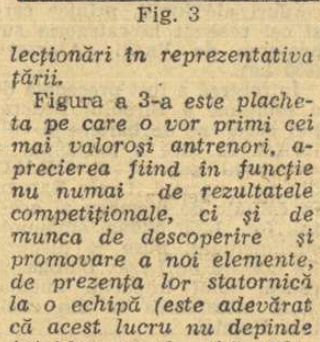 Fig. 3
lecționări în reprezentativa
țării.
Figura a 3-a este plache-
ta pe care o vor primi cei
mai valoroși antrenori, a-
precierea fiind în funcție
nu numai de rezultatele
competiționale, ci și de
munca de descoperire și
promovare a noi elemente,
de prezența lor statornică
la o echipă (este adevărat
că acest lucru nu depinde